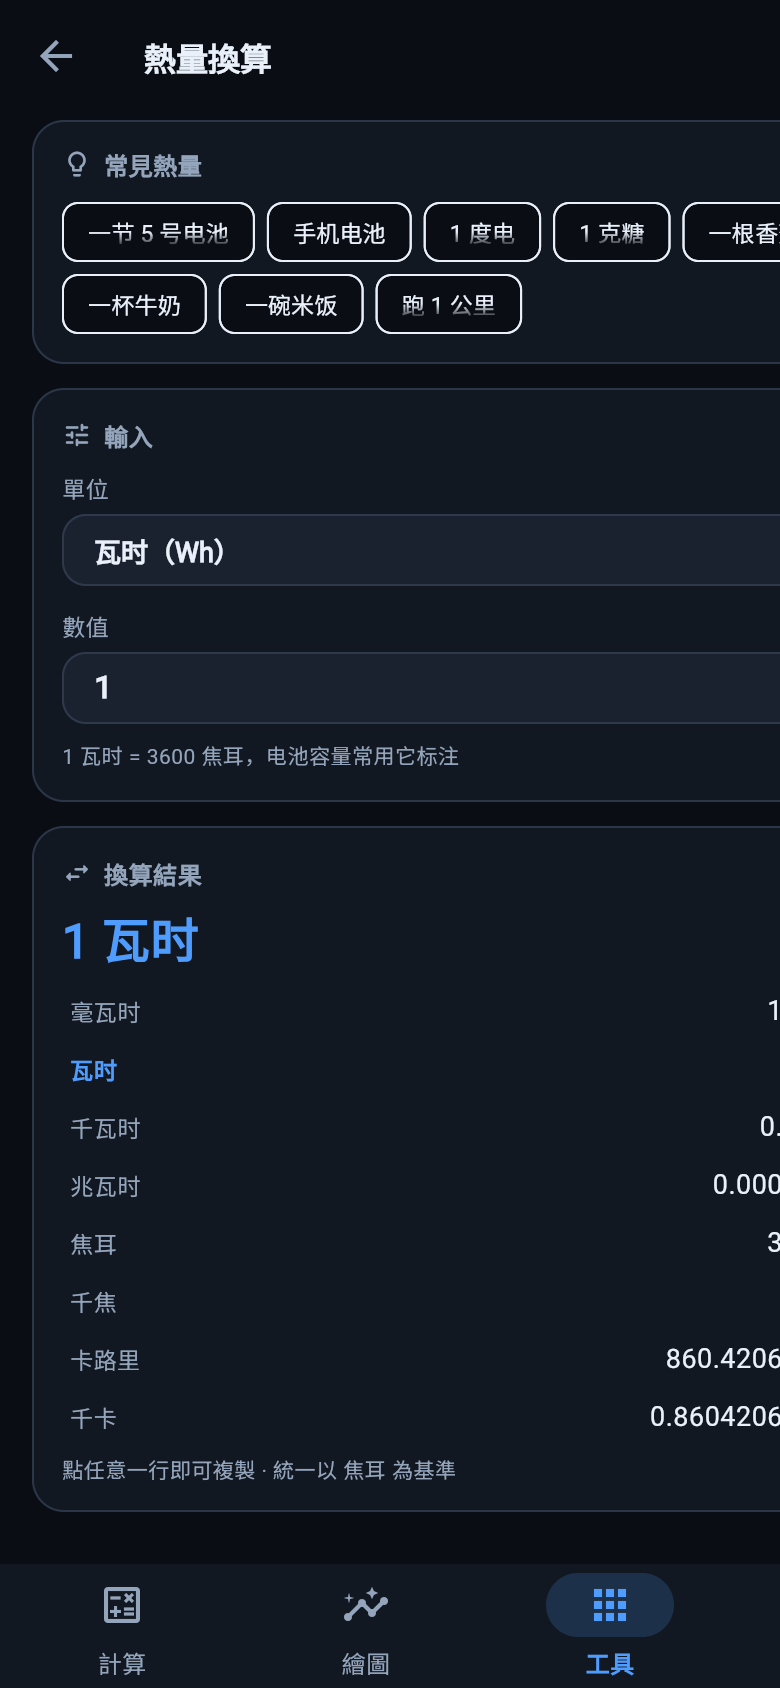 熱量換算
常見熱量
一节 5 号电池 手机电池 1 度电 1 克糖 一根香
一杯牛奶 一碗米饭 跑 1 公里
輸入
單位
瓦时（Wh）
數值
1
1 瓦时 = 3600 焦耳，电池容量常用它标注
換算結果
1 瓦时
毫瓦时 1
瓦时
千瓦时 0.
兆瓦时 0.000
焦耳 3
千焦
卡路里 860.4206
千卡 0.8604206
點任意一行即可複製 · 統一以 焦耳 為基準
計算 繪圖 工具